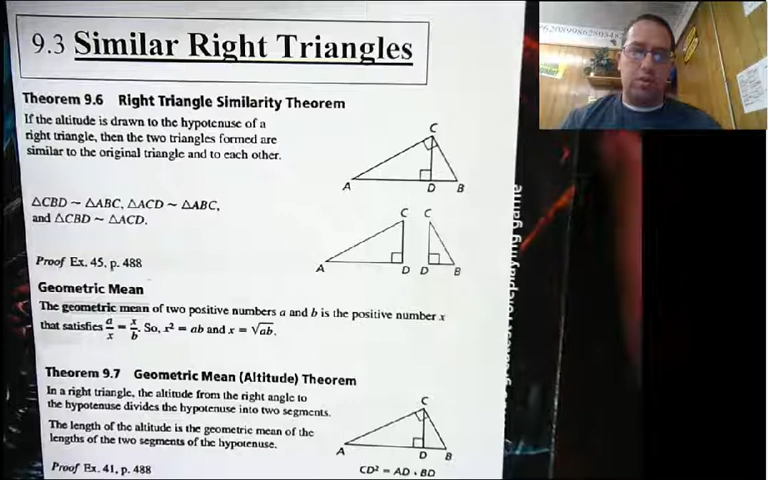 9.3 Similar Right Triangles
Theorem 9.6 Right Triangle Similarity Theorem
If the altitude is drawn to the hypotenuse of a
right triangle, then the two triangles formed are
similar to the original triangle and to each other.
C
A D B
△CBD ~ △ABC, △ACD ~ △ABC,
and △CBD ~ △ACD.
C C
A D D B
Proof Ex. 45, p. 488
Geometric Mean
The geometric mean of two positive numbers a and b is the positive number x
that satisfies a/x = x/b. So, x² = ab and x = √ab.
Theorem 9.7 Geometric Mean (Altitude) Theorem
In a right triangle, the altitude from the right angle to
the hypotenuse divides the hypotenuse into two segments.
The length of the altitude is the geometric mean of the
lengths of the two segments of the hypotenuse.
C
A D B
Proof Ex. 41, p. 488
CD² = AD · BD
roleplaying game